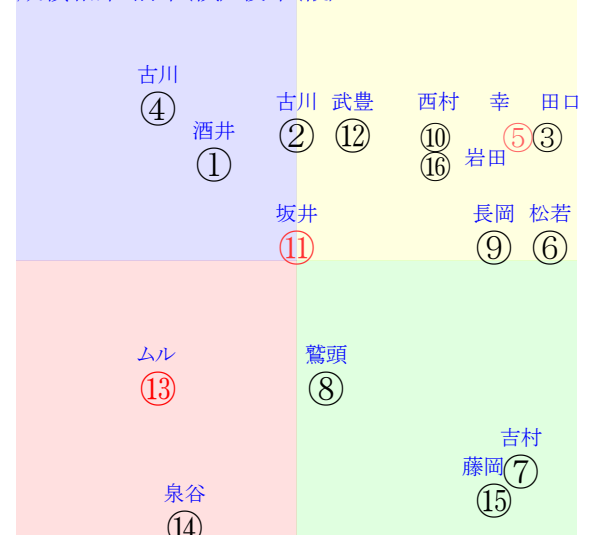 古川
④
酒井
①
古川
②
武豊
⑫
西村
⑩
⑯
幸
⑤
田口
③
岩田
坂井
⑪
長岡
⑨
松若
⑥
ムル
⑬
鷲頭
⑧
吉村
⑦
藤岡
⑮
泉谷
⑭